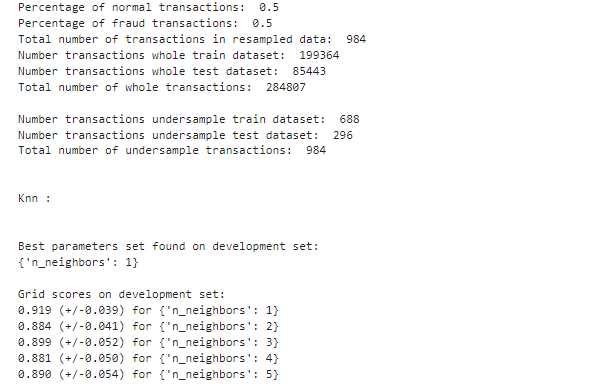 Percentage of normal transactions:  0.5
Percentage of fraud transactions:  0.5
Total number of transactions in resampled data:  984
Number transactions whole train dataset:  199364
Number transactions whole test dataset:  85443
Total number of whole transactions:  284807
Number transactions undersample train dataset:  688
Number transactions undersample test dataset:  296
Total number of undersample transactions:  984
Knn :
Best parameters set found on development set:
{'n_neighbors': 1}
Grid scores on development set:
0.919 (+/-0.039) for {'n_neighbors': 1}
0.884 (+/-0.041) for {'n_neighbors': 2}
0.899 (+/-0.052) for {'n_neighbors': 3}
0.881 (+/-0.050) for {'n_neighbors': 4}
0.890 (+/-0.054) for {'n_neighbors': 5}